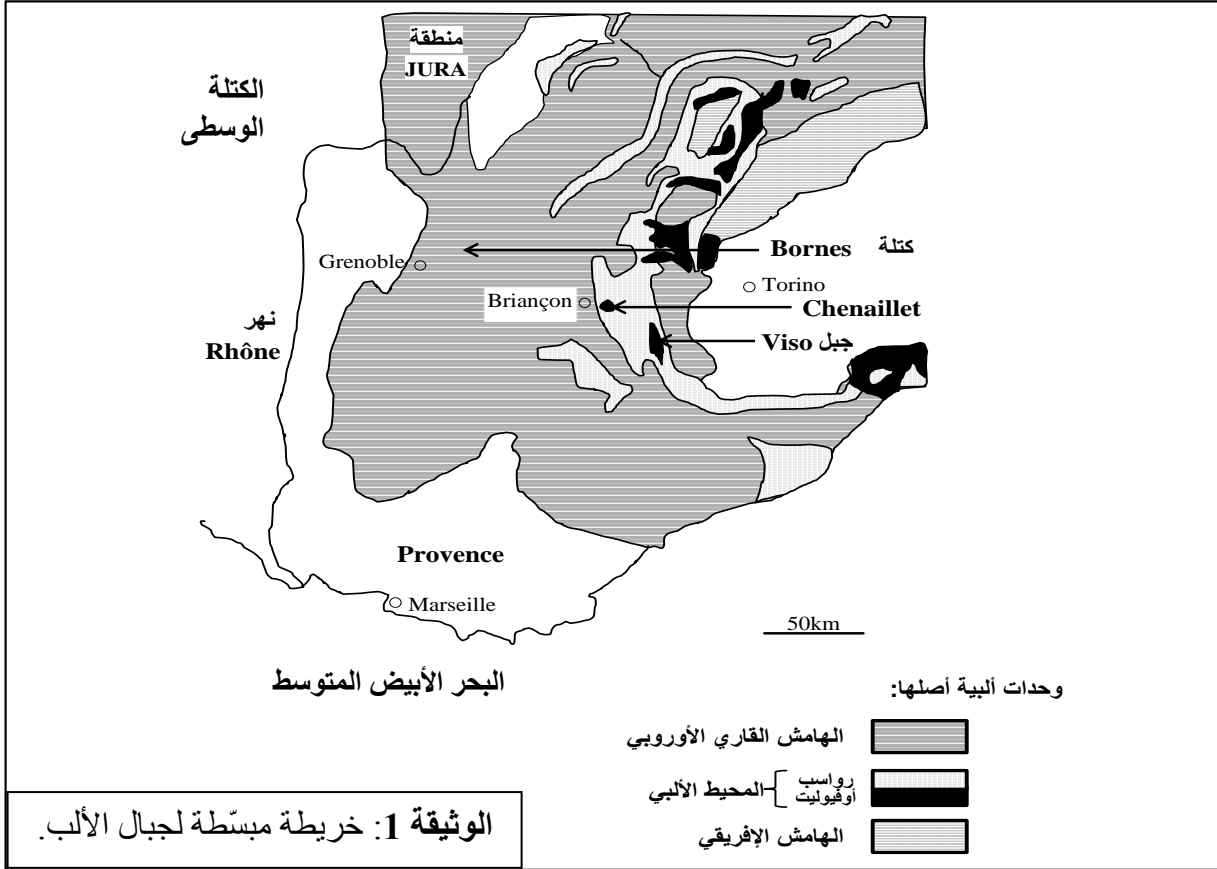 منطقة
JURA
الكتلة
الوسطى
Bornes كتلة
Grenoble
Torino
Briançon
Chenaillet
نهر
Rhône
جبل Viso
Provence
Marseille
50km
البحر الأبيض المتوسط
وحدات ألبية أصلها:
الهامش القاري الأوروبي
رواسب
أوفيوليت
المحيط الألبي
الهامش الإفريقي
الوثيقة 1: خريطة مبسّطة لجبال الألب.